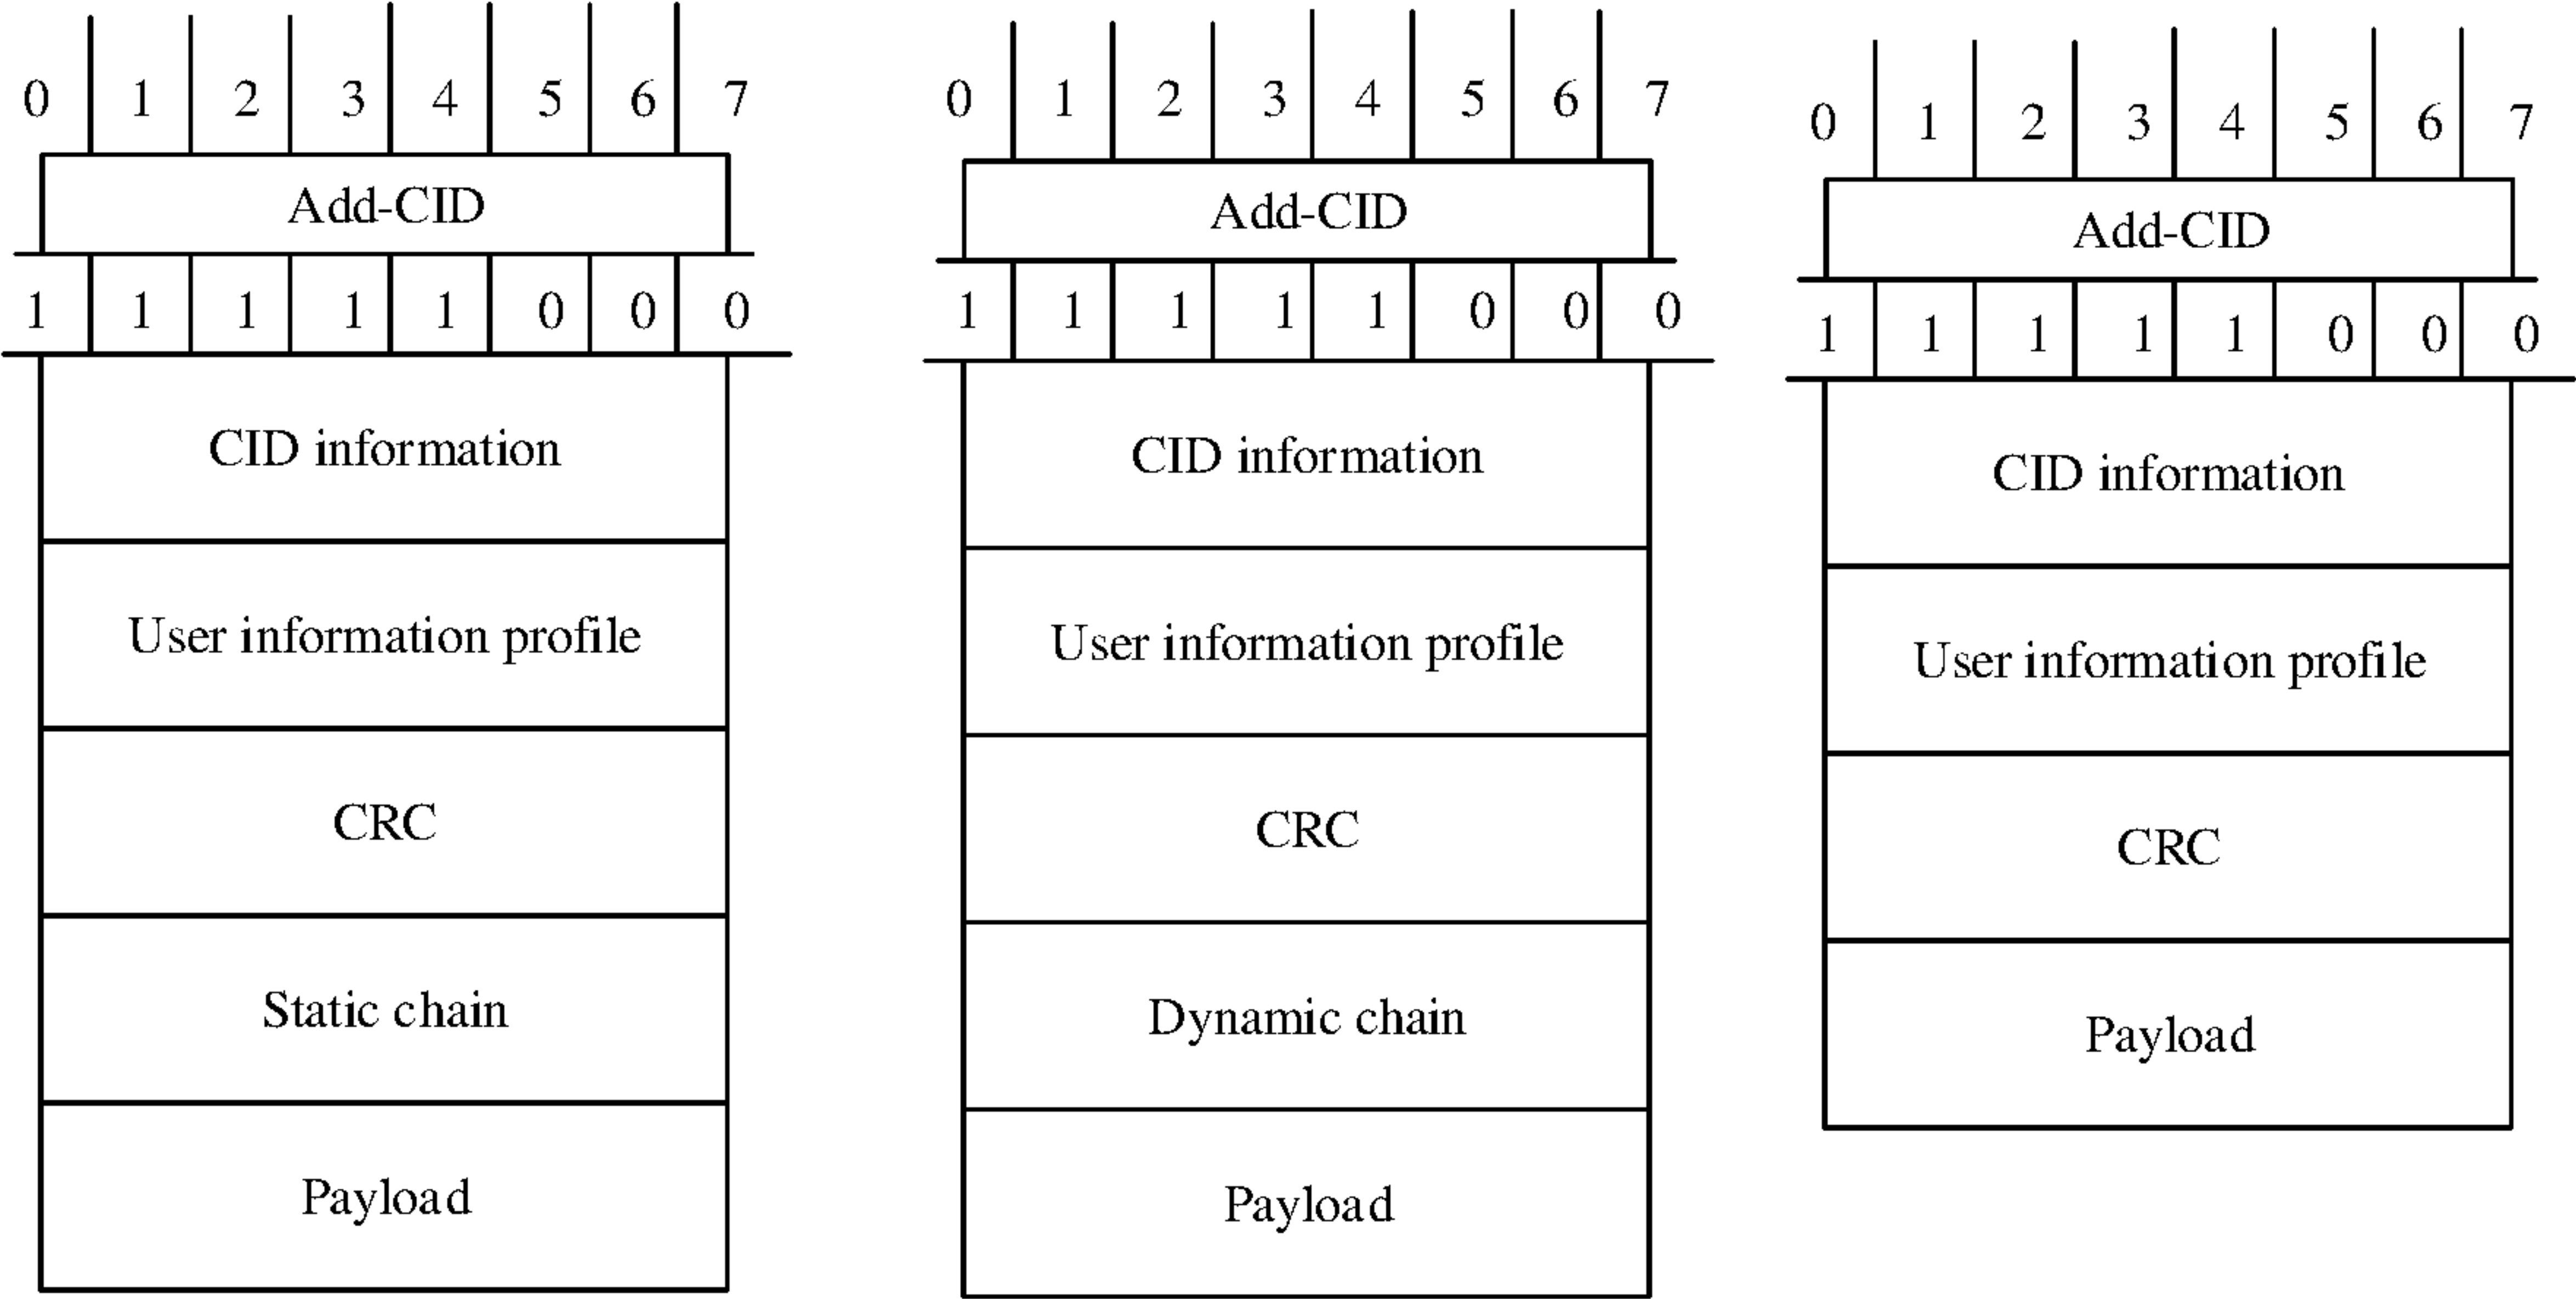 0 1 2 3 4 5 6 7
Add-CID
1 1 1 1 1 0 0 0
CID information
User information profile
CRC
Static chain
Payload
0 1 2 3 4 5 6 7
Add-CID
1 1 1 1 1 0 0 0
CID information
User information profile
CRC
Dynamic chain
Payload
0 1 2 3 4 5 6 7
Add-CID
1 1 1 1 1 0 0 0
CID information
User information profile
CRC
Payload